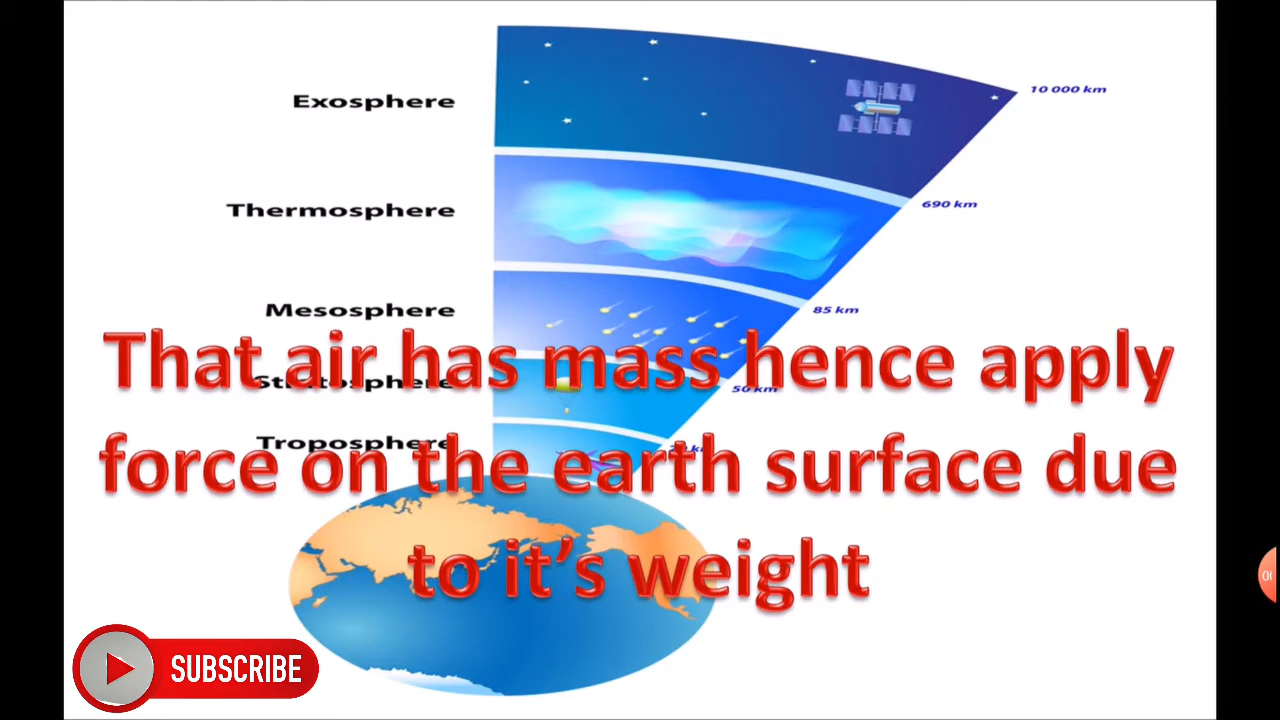 Exosphere
10 000 km
Thermosphere
690 km
Mesosphere
85 km
That air has mass hence apply
Stratosphere
50 km
Troposphere
force on the earth surface due
to it's weight
SUBSCRIBE